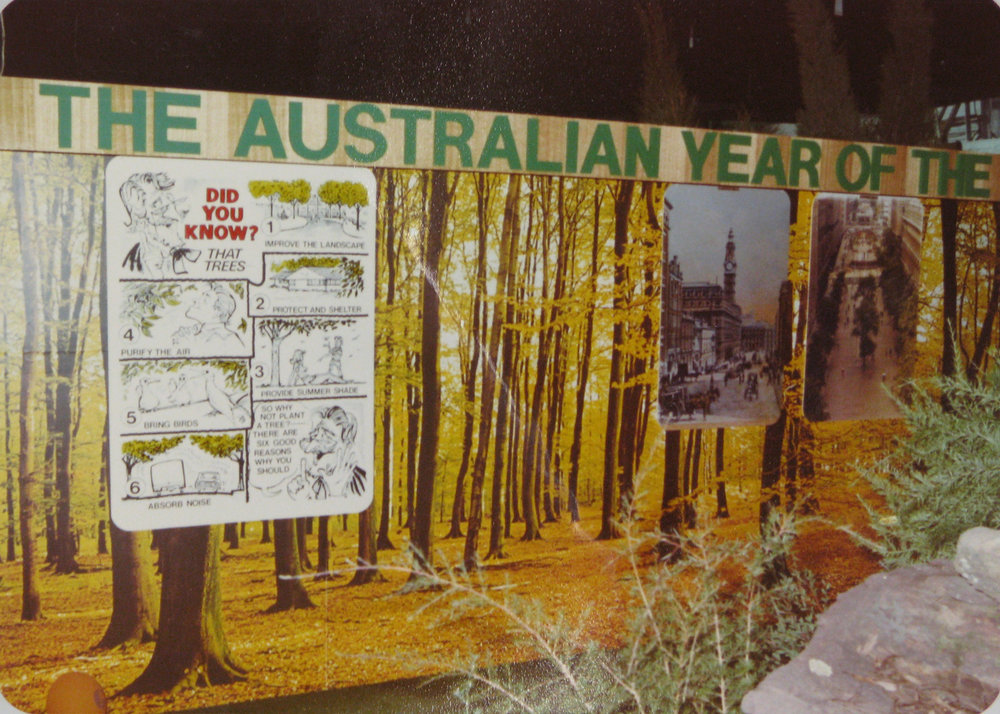 THE AUSTRALIAN YEAR OF THE
DID
YOU
KNOW?
THAT
TREES
1
IMPROVE THE LANDSCAPE
2
PROTECT AND SHELTER
3
PROVIDE SUMMER SHADE
4
PURIFY THE AIR
5
BRING BIRDS
6
ABSORB NOISE
SO WHY
NOT PLANT
A TREE?
THERE ARE
SIX GOOD
REASONS
WHY YOU
SHOULD